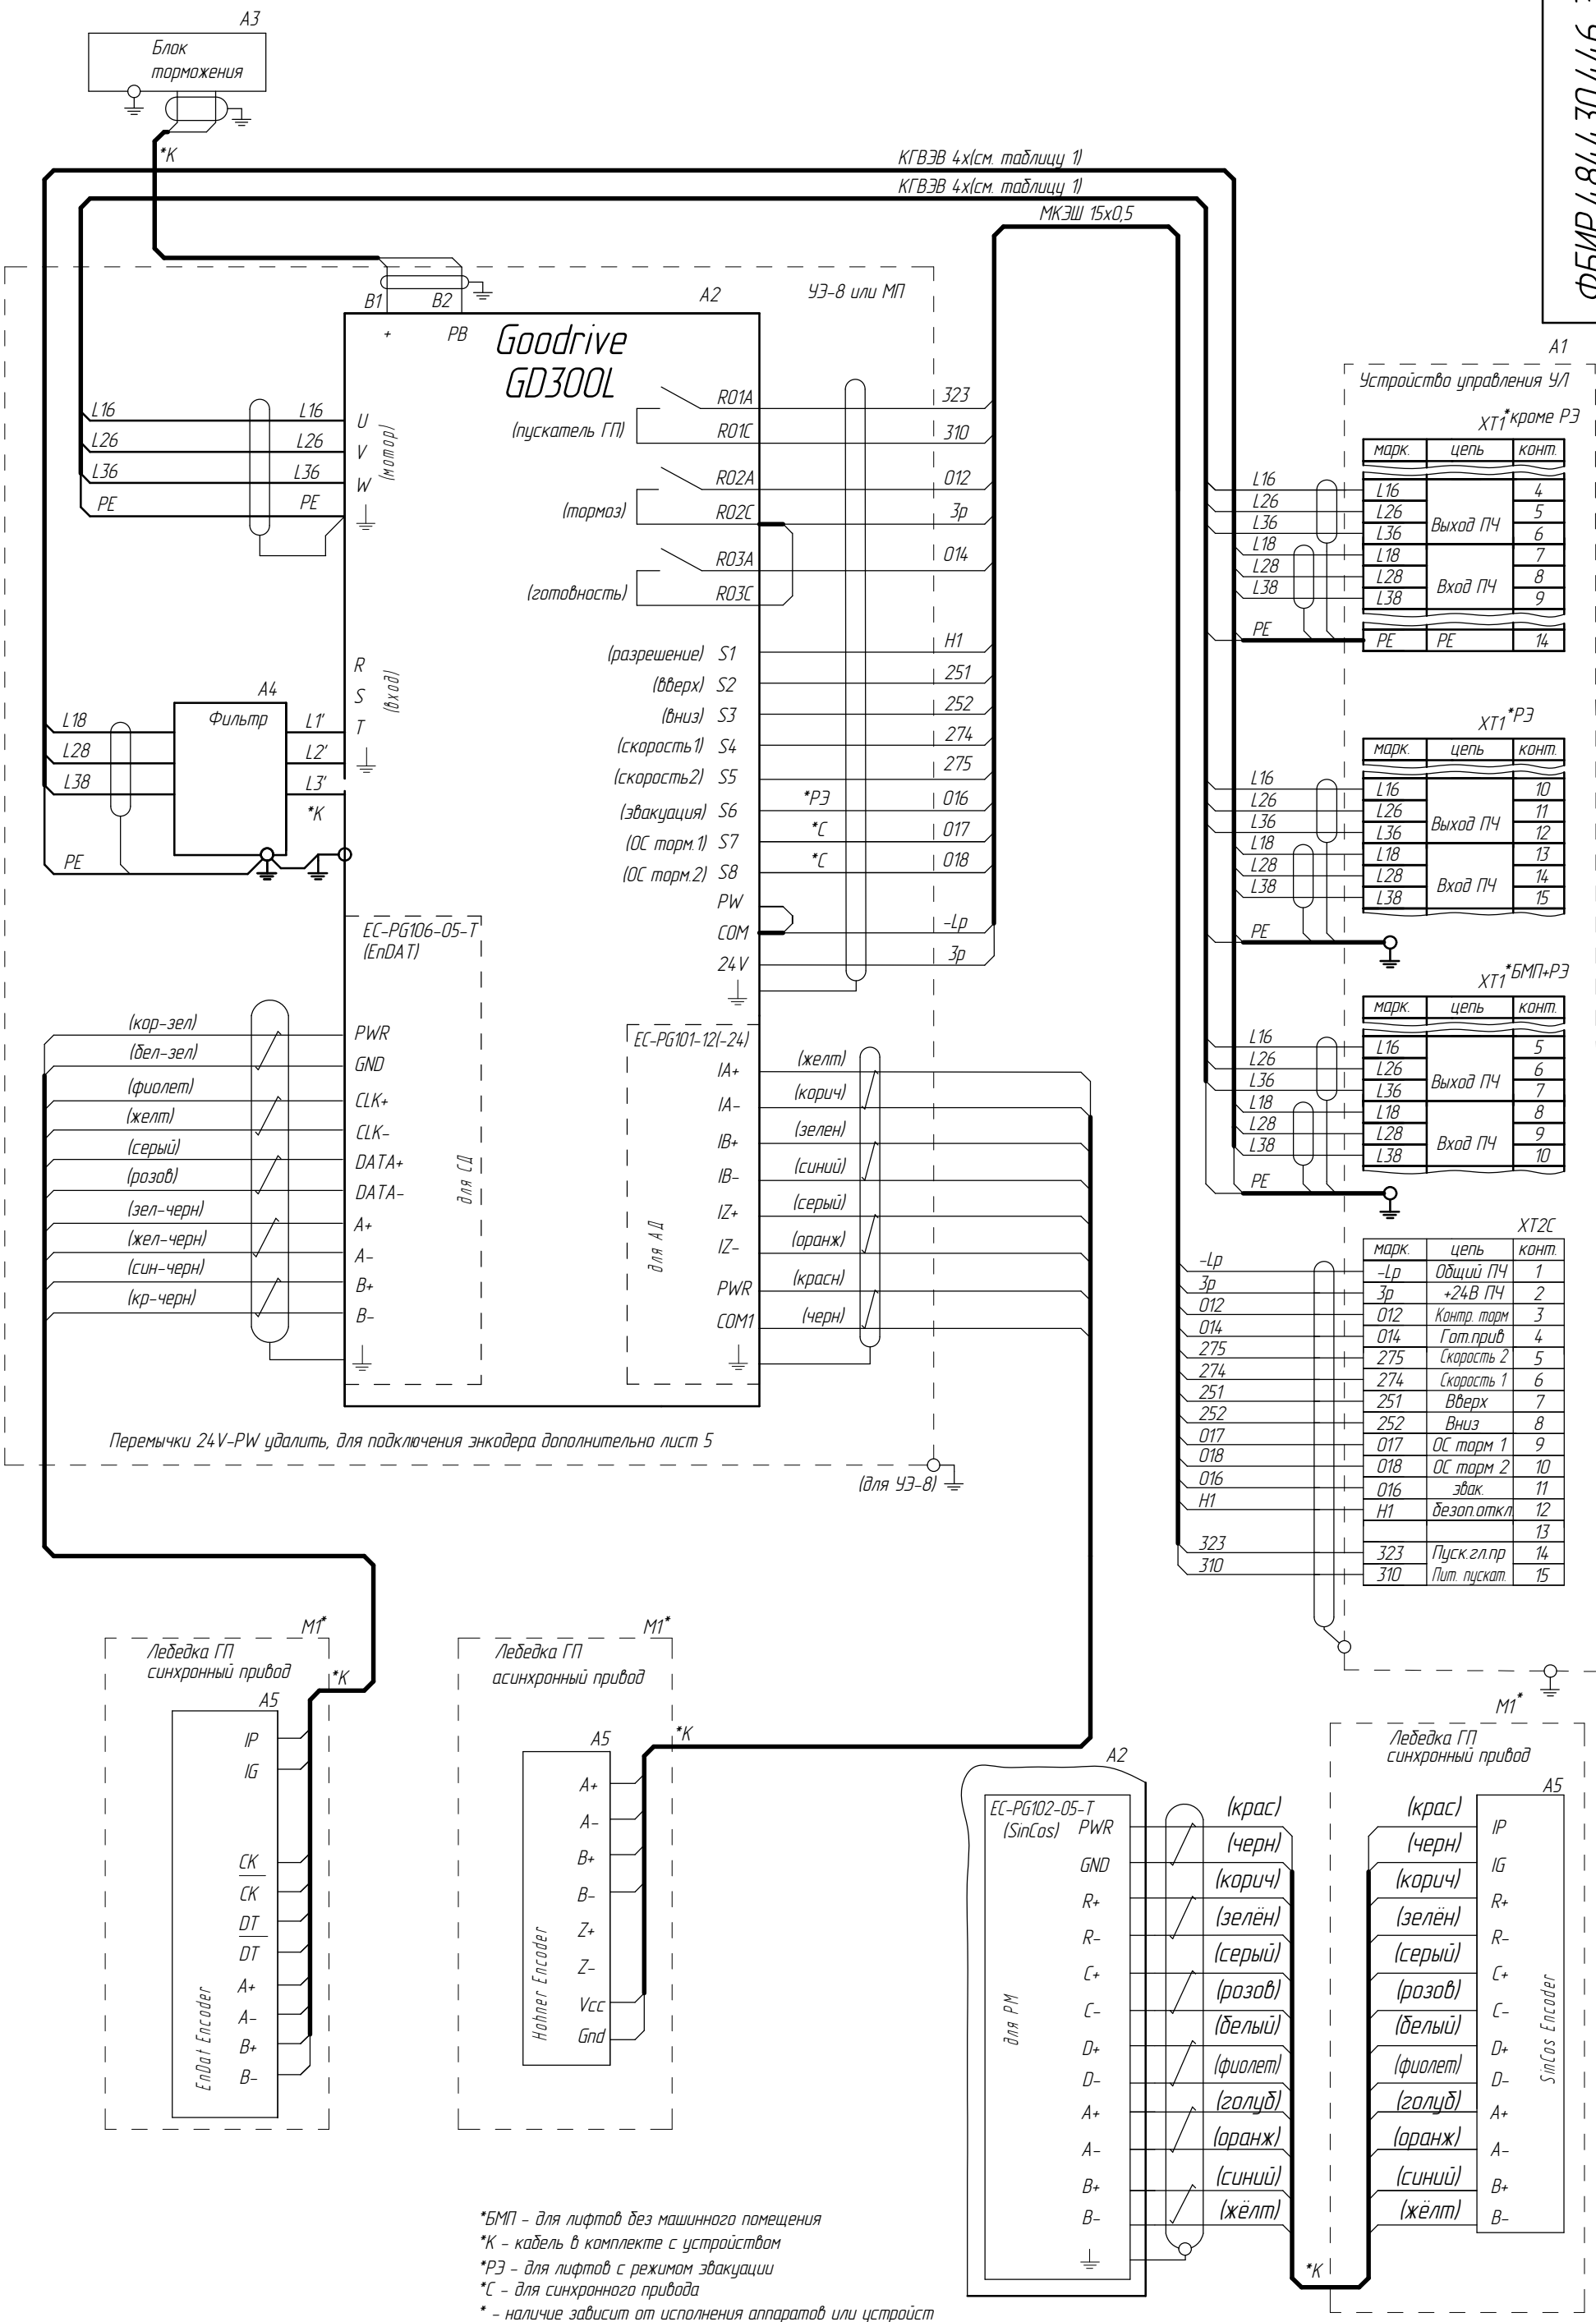 А3
Блок
торможения
*К
КГВЭВ 4х(см. таблицу 1)
КГВЭВ 4х(см. таблицу 1)
МКЭШ 15х0,5
УЭ-8 или МП
B1
B2
A2
+
PB
Goodrive
GD300L
L16
L26
L36
PE
L16
L26
L36
PE
U
V
W
(мотор)
(пускатель ГП)
R01A
R01C
(тормоз)
R02A
R02C
(готовность)
R03A
R03C
323
310
012
3р
014
(разрешение) S1
(вверх) S2
(вниз) S3
(скорость1) S4
(скорость2) S5
(эвакуация) S6
(ОС торм.1) S7
(ОС торм.2) S8
PW
COM
24V
H1
251
252
274
275
*РЭ 016
*С 017
*С 018
-Lp
3р
R
S
T
(вход)
A4
Фильтр
L18
L28
L38
PE
L1'
L2'
L3'
*К
EC-PG106-05-T
(EnDAT)
для СД
(кор-зел) PWR
(бел-зел) GND
(фиолет) CLK+
(желт) CLK-
(серый) DATA+
(розов) DATA-
(зел-черн) A+
(жел-черн) A-
(син-черн) B+
(кр-черн) B-
EC-PG101-12(-24)
для АД
IA+ (желт)
IA- (корич)
IB+ (зелен)
IB- (синий)
IZ+ (серый)
IZ- (оранж)
PWR (красн)
COM1 (черн)
Перемычки 24V-PW удалить, для подключения энкодера дополнительно лист 5
(для УЭ-8)
A1
Устройство управления УЛ
XT1 *кроме РЭ
марк. цепь конт.
L16 L16 4
L26 L26 Выход ПЧ 5
L36 L36 6
L18 L18 7
L28 L28 Вход ПЧ 8
L38 L38 9
PE PE PE 14
XT1 *РЭ
марк. цепь конт.
L16 L16 10
L26 L26 Выход ПЧ 11
L36 L36 12
L18 L18 13
L28 L28 Вход ПЧ 14
L38 L38 15
PE
XT1 *БМП+РЭ
марк. цепь конт.
L16 L16 5
L26 L26 Выход ПЧ 6
L36 L36 7
L18 L18 8
L28 L28 Вход ПЧ 9
L38 L38 10
PE
XT2C
марк. цепь конт.
-Lp -Lp Общий ПЧ 1
3р 3р +24В ПЧ 2
012 012 Контр. торм 3
014 014 Гот.прив 4
275 275 Скорость 2 5
274 274 Скорость 1 6
251 251 Вверх 7
252 252 Вниз 8
017 017 ОС торм 1 9
018 018 ОС торм 2 10
016 016 эвак. 11
H1 H1 безоп.откл 12
13
323 323 Пуск.гл.пр 14
310 310 Пит. пускат. 15
M1*
Лебедка ГП
синхронный привод
*К
A5
IP
IG
CK
CK
DT
DT
A+
A-
B+
B-
EnDat Encoder
M1*
Лебедка ГП
асинхронный привод
*К
A5
A+
A-
B+
B-
Z+
Z-
Vcc
Gnd
Hohner Encoder
A2
EC-PG102-05-T
(SinCos)
для РМ
PWR (крас)
GND (черн)
R+ (корич)
R- (зелён)
C+ (серый)
C- (розов)
D+ (белый)
D- (фиолет)
A+ (голуб)
A- (оранж)
B+ (синий)
B- (жёлт)
*К
M1*
Лебедка ГП
синхронный привод
A5
(крас) IP
(черн) IG
(корич) R+
(зелён) R-
(серый) C+
(розов) C-
(белый) D+
(фиолет) D-
(голуб) A+
(оранж) A-
(синий) B+
(жёлт) B-
SinCos Encoder
*БМП - для лифтов без машинного помещения
*К - кабель в комплекте с устройством
*РЭ - для лифтов с режимом эвакуации
*С - для синхронного привода
* - наличие зависит от исполнения аппаратов или устройст